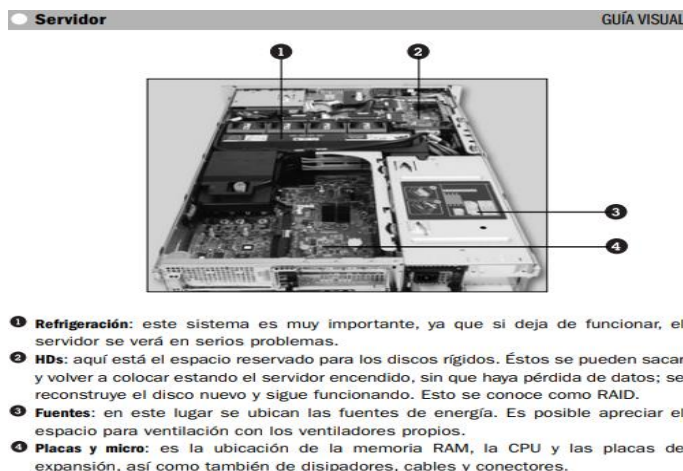 Servidor GUÍA VISUAL
1 2
3
4
1 Refrigeración: este sistema es muy importante, ya que si deja de funcionar, el
servidor se verá en serios problemas.
2 HDs: aquí está el espacio reservado para los discos rígidos. Éstos se pueden sacar
y volver a colocar estando el servidor encendido, sin que haya pérdida de datos; se
reconstruye el disco nuevo y sigue funcionando. Esto se conoce como RAID.
3 Fuentes: en este lugar se ubican las fuentes de energía. Es posible apreciar el
espacio para ventilación con los ventiladores propios.
4 Placas y micro: es la ubicación de la memoria RAM, la CPU y las placas de
expansión, así como también de disipadores, cables y conectores.